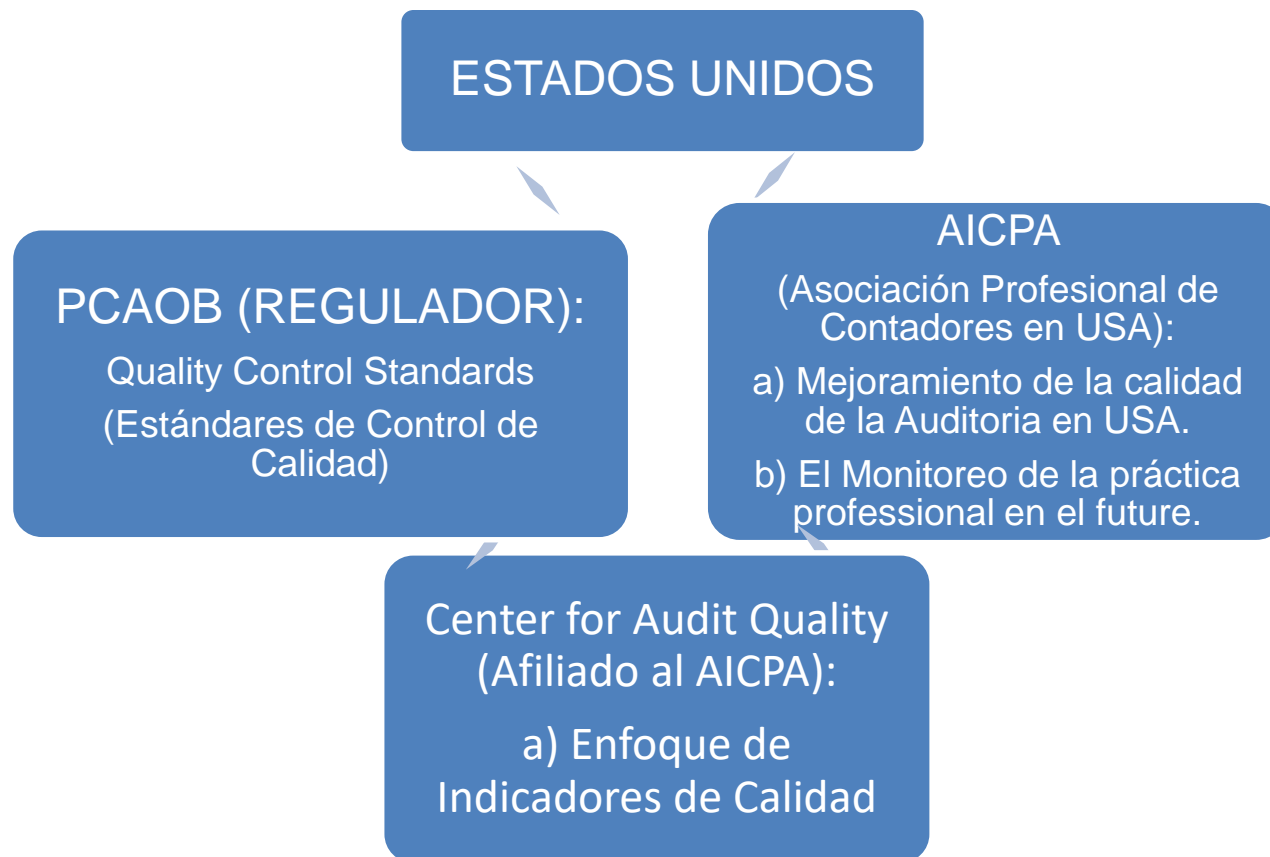 ESTADOS UNIDOS
PCAOB (REGULADOR):
Quality Control Standards
(Estándares de Control de
Calidad)
AICPA
(Asociación Profesional de
Contadores en USA):
a) Mejoramiento de la calidad
de la Auditoria en USA.
b) El Monitoreo de la práctica
professional en el future.
Center for Audit Quality
(Afiliado al AICPA):
a) Enfoque de
Indicadores de Calidad